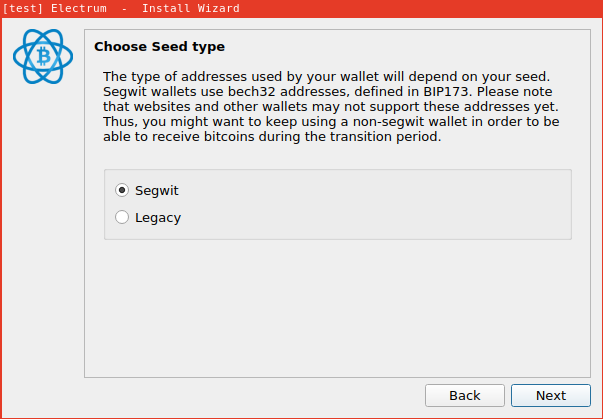 [test] Electrum  -  Install Wizard
Choose Seed type
The type of addresses used by your wallet will depend on your seed.
Segwit wallets use bech32 addresses, defined in BIP173. Please note
that websites and other wallets may not support these addresses yet.
Thus, you might want to keep using a non-segwit wallet in order to be
able to receive bitcoins during the transition period.
Segwit
Legacy
Back
Next